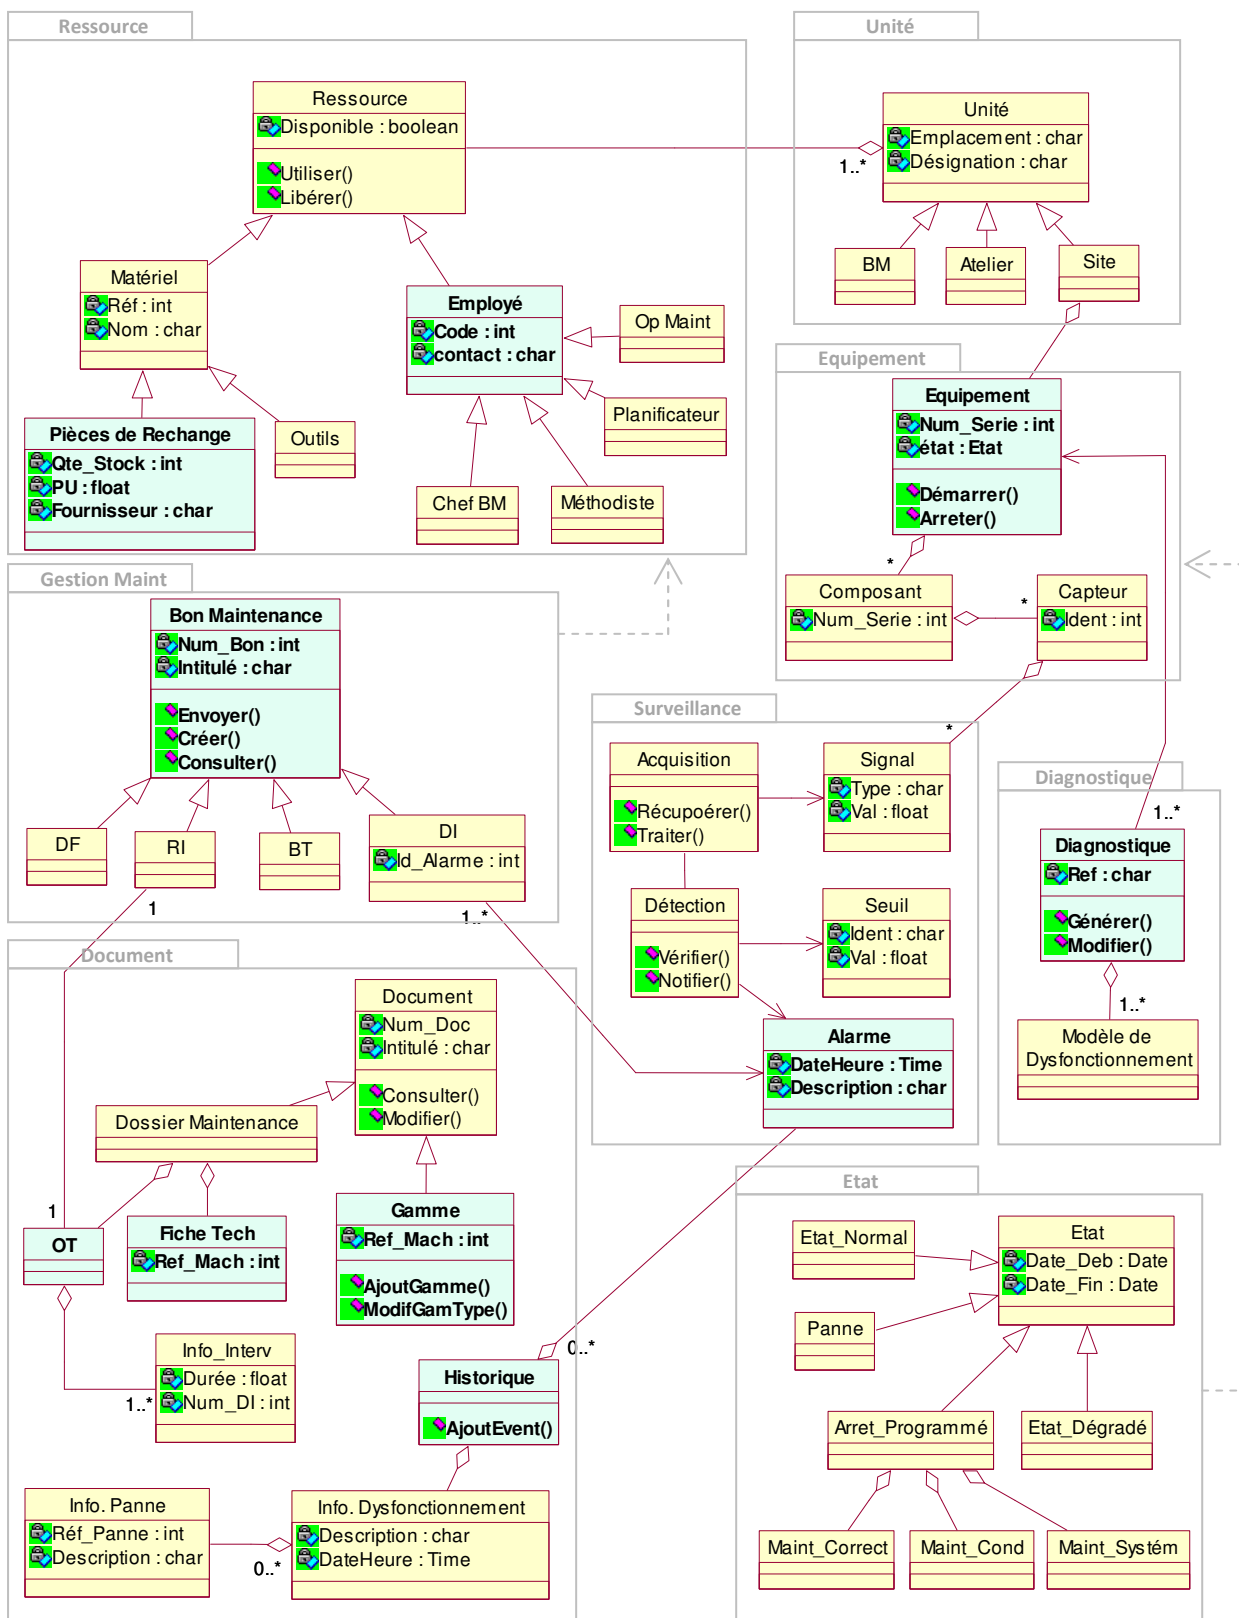 Ressource
Ressource
Disponible : boolean
Utiliser()
Libérer()
Matériel
Réf : int
Nom : char
Employé
Code : int
contact : char
Op Maint
Planificateur
Pièces de Rechange
Qte_Stock : int
PU : float
Fournisseur : char
Outils
Chef BM
Méthodiste
Unité
Unité
Emplacement : char
Désignation : char
1..*
BM
Atelier
Site
Equipement
Equipement
Num_Serie : int
état : Etat
Démarrer()
Arreter()
*
Composant
Num_Serie : int
*
Capteur
Ident : int
Gestion Maint
Bon Maintenance
Num_Bon : int
Intitulé : char
Envoyer()
Créer()
Consulter()
DF
RI
BT
DI
Id_Alarme : int
1
1..*
Surveillance
*
Acquisition
Récupoérer()
Traiter()
Signal
Type : char
Val : float
Détection
Vérifier()
Notifier()
Seuil
Ident : char
Val : float
Alarme
DateHeure : Time
Description : char
Diagnostique
1..*
Diagnostique
Ref : char
Générer()
Modifier()
1..*
Modèle de
Dysfonctionnement
Document
Document
Num_Doc
Intitulé : char
Consulter()
Modifier()
Dossier Maintenance
1
OT
Fiche Tech
Ref_Mach : int
Gamme
Ref_Mach : int
AjoutGamme()
ModifGamType()
Info_Interv
Durée : float
Num_DI : int
1..*
0..*
Historique
AjoutEvent()
Info. Panne
Réf_Panne : int
Description : char
0..*
Info. Dysfonctionnement
Description : char
DateHeure : Time
Etat
Etat_Normal
Etat
Date_Deb : Date
Date_Fin : Date
Panne
Arret_Programmé
Etat_Dégradé
Maint_Correct
Maint_Cond
Maint_Systém